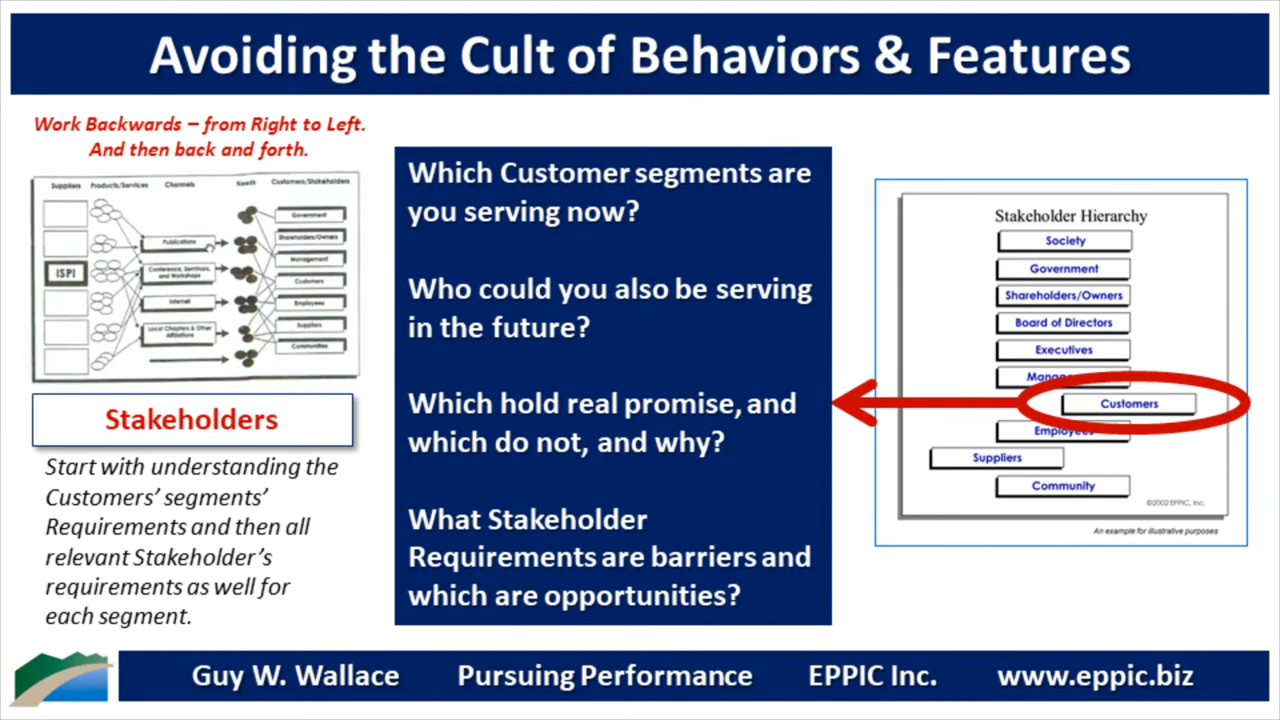 Avoiding the Cult of Behaviors & Features
Work Backwards – from Right to Left.
And then back and forth.
Suppliers
Products/Services
Channels
Needs
Customers/Stakeholders
Government
Shareholders/Owners
Publications
Management
ISPI
Conference, Seminars,
and Workshops
Customers
Internet
Employees
Local Chapters & Other
Affiliations
Suppliers
Communities
Stakeholders
Start with understanding the
Customers’ segments’
Requirements and then all
relevant Stakeholder’s
requirements as well for
each segment.
Which Customer segments are
you serving now?
Who could you also be serving
in the future?
Which hold real promise, and
which do not, and why?
What Stakeholder
Requirements are barriers and
which are opportunities?
Stakeholder Hierarchy
Society
Government
Shareholders/Owners
Board of Directors
Executives
Customers
Employees
Suppliers
Community
©2002 EPPIC, Inc.
An example for illustrative purposes
Guy W. Wallace Pursuing Performance EPPIC Inc. www.eppic.biz